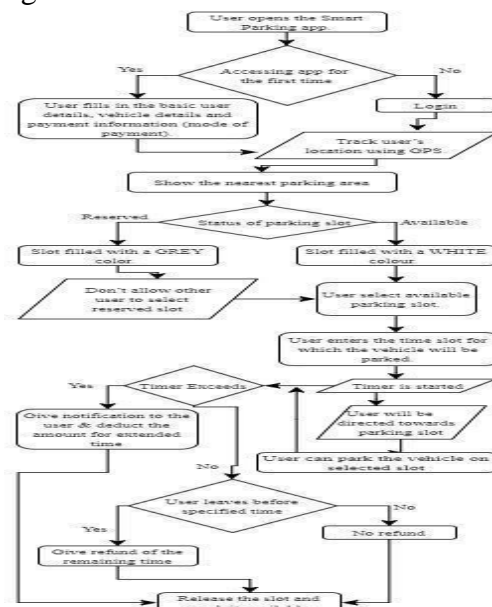 User opens the Smart
Parking app.
Accessing app for
the first time
Yes
No
User fills in the basic user
details, vehicle details and
payment information (mode of
payment).
Login
Track user's
location using GPS.
Show the nearest parking area
Reserved
Status of parking slot
Available
Slot filled with a GREY
color
Slot filled with a WHITE
colour
Don't allow other
user to select
reserved slot
User select available
parking slot.
User enters the time slot for
which the vehicle will be
parked.
Yes
Timer Exceeds
Timer is started
Give notification to the
user & deduct the
amount for extended
time
User will be
directed towards
parking slot
User can park the vehicle on
selected slot
No
User leaves before
specified time
No
Yes
No refund
Give refund of the
remaining time
Release the slot and